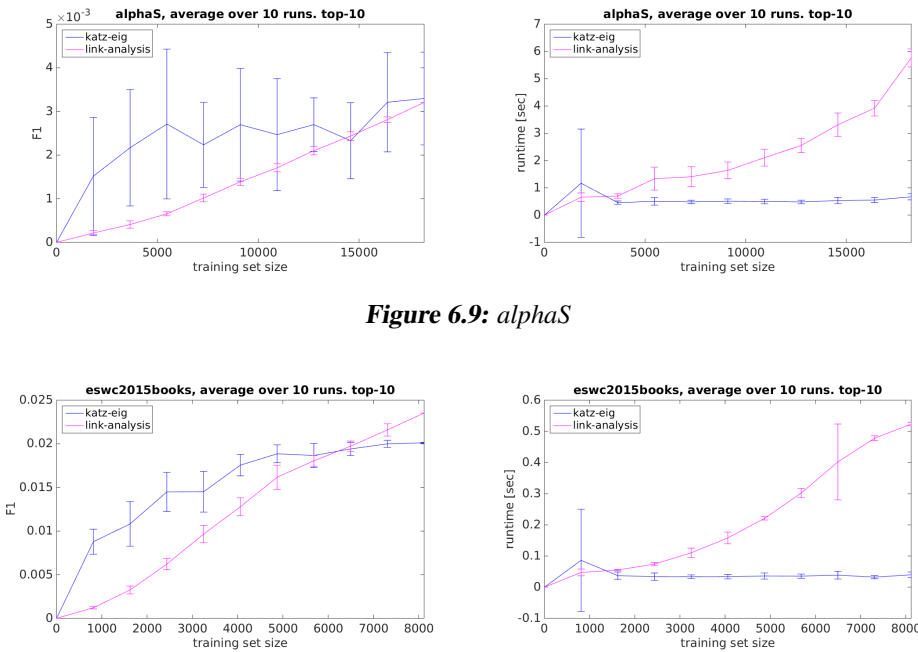 alphaS, average over 10 runs. top-10
×10⁻³
katz-eig
link-analysis
5
4
3
2
1
0
F1
0
5000
10000
15000
training set size
alphaS, average over 10 runs. top-10
katz-eig
link-analysis
7
6
5
4
3
2
1
0
-1
runtime [sec]
0
5000
10000
15000
training set size
Figure 6.9: alphaS
eswc2015books, average over 10 runs. top-10
katz-eig
link-analysis
0.025
0.02
0.015
0.01
0.005
0
F1
0
1000
2000
3000
4000
5000
6000
7000
8000
training set size
eswc2015books, average over 10 runs. top-10
katz-eig
link-analysis
0.6
0.5
0.4
0.3
0.2
0.1
0
-0.1
runtime [sec]
0
1000
2000
3000
4000
5000
6000
7000
8000
training set size